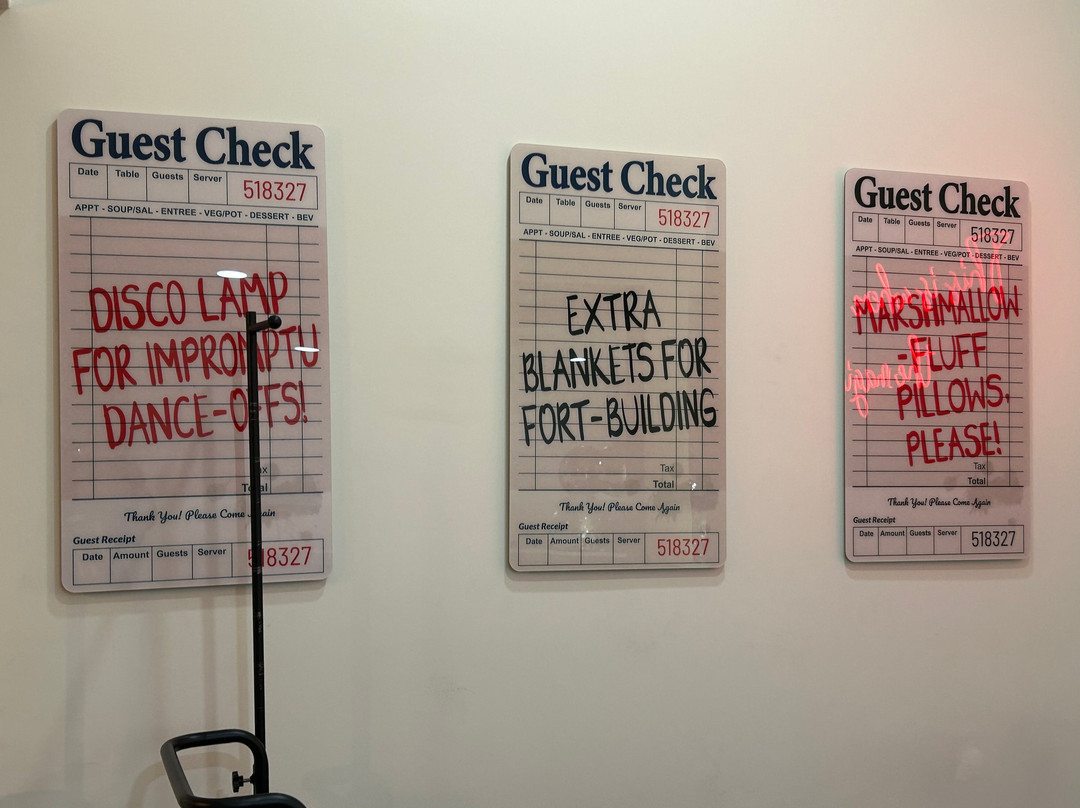 Guest Check
Date Table Guests Server 518327
APPT - SOUP/SAL - ENTREE - VEG/POT - DESSERT - BEV
DISCO LAMP
FOR IMPROMPTU
DANCE-OFFS!
Tax
Total
Thank You! Please Come Again
Guest Receipt
Date Amount Guests Server 518327
Guest Check
Date Table Guests Server 518327
APPT - SOUP/SAL - ENTREE - VEG/POT - DESSERT - BEV
EXTRA
BLANKETS FOR
FORT-BUILDING
Tax
Total
Thank You! Please Come Again
Guest Receipt
Date Amount Guests Server 518327
Guest Check
Date Table Guests Server 518327
APPT - SOUP/SAL - ENTREE - VEG/POT - DESSERT - BEV
MARSHMALLOW
-FLUFF
PILLOWS,
PLEASE!
Tax
Total
Thank You! Please Come Again
Guest Receipt
Date Amount Guests Server 518327